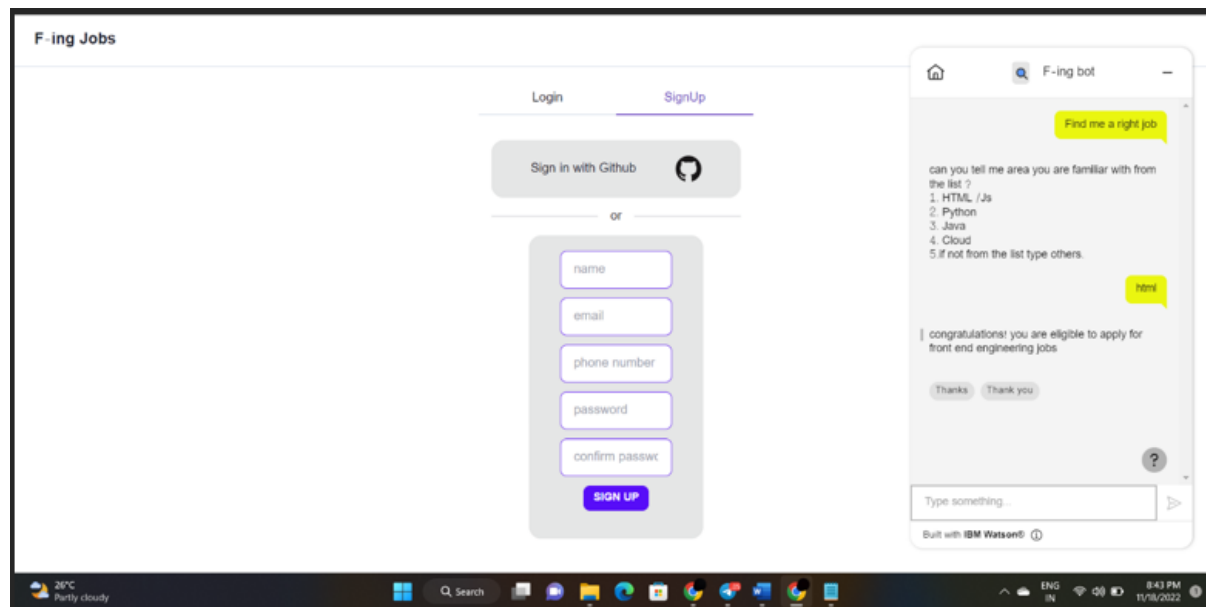 F-ing Jobs
Login
SignUp
Sign in with Github
or
name
email
phone number
password
confirm passwc
SIGN UP
F-ing bot
Find me a right job
can you tell me area you are familiar with from
the list ?
1. HTML /Js
2. Python
3. Java
4. Cloud
5.If not from the list type others.
html
congratulations! you are eligible to apply for
front end engineering jobs
Thanks Thank you
?
Type something...
Built with IBM Watson®
26°C
Partly cloudy
Search
ENG
IN
8:43 PM
11/18/2022